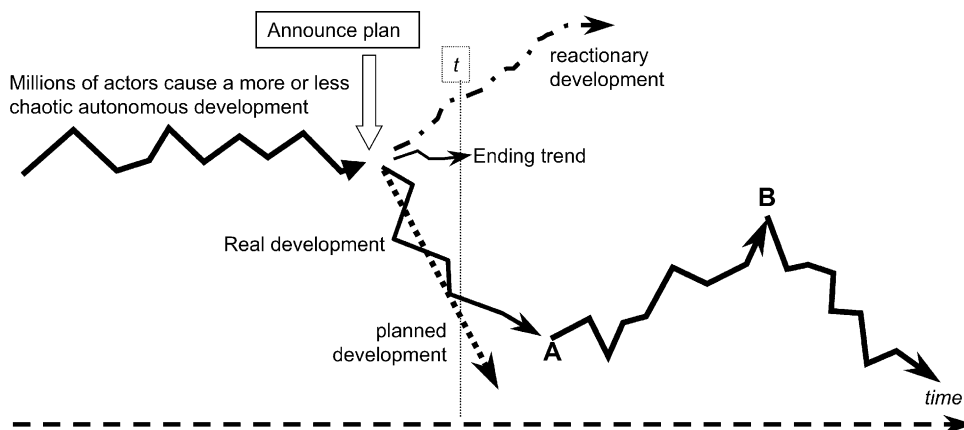 Announce plan
t
reactionary
development
Millions of actors cause a more or less
chaotic autonomous development
Ending trend
B
Real development
planned
development
A
time